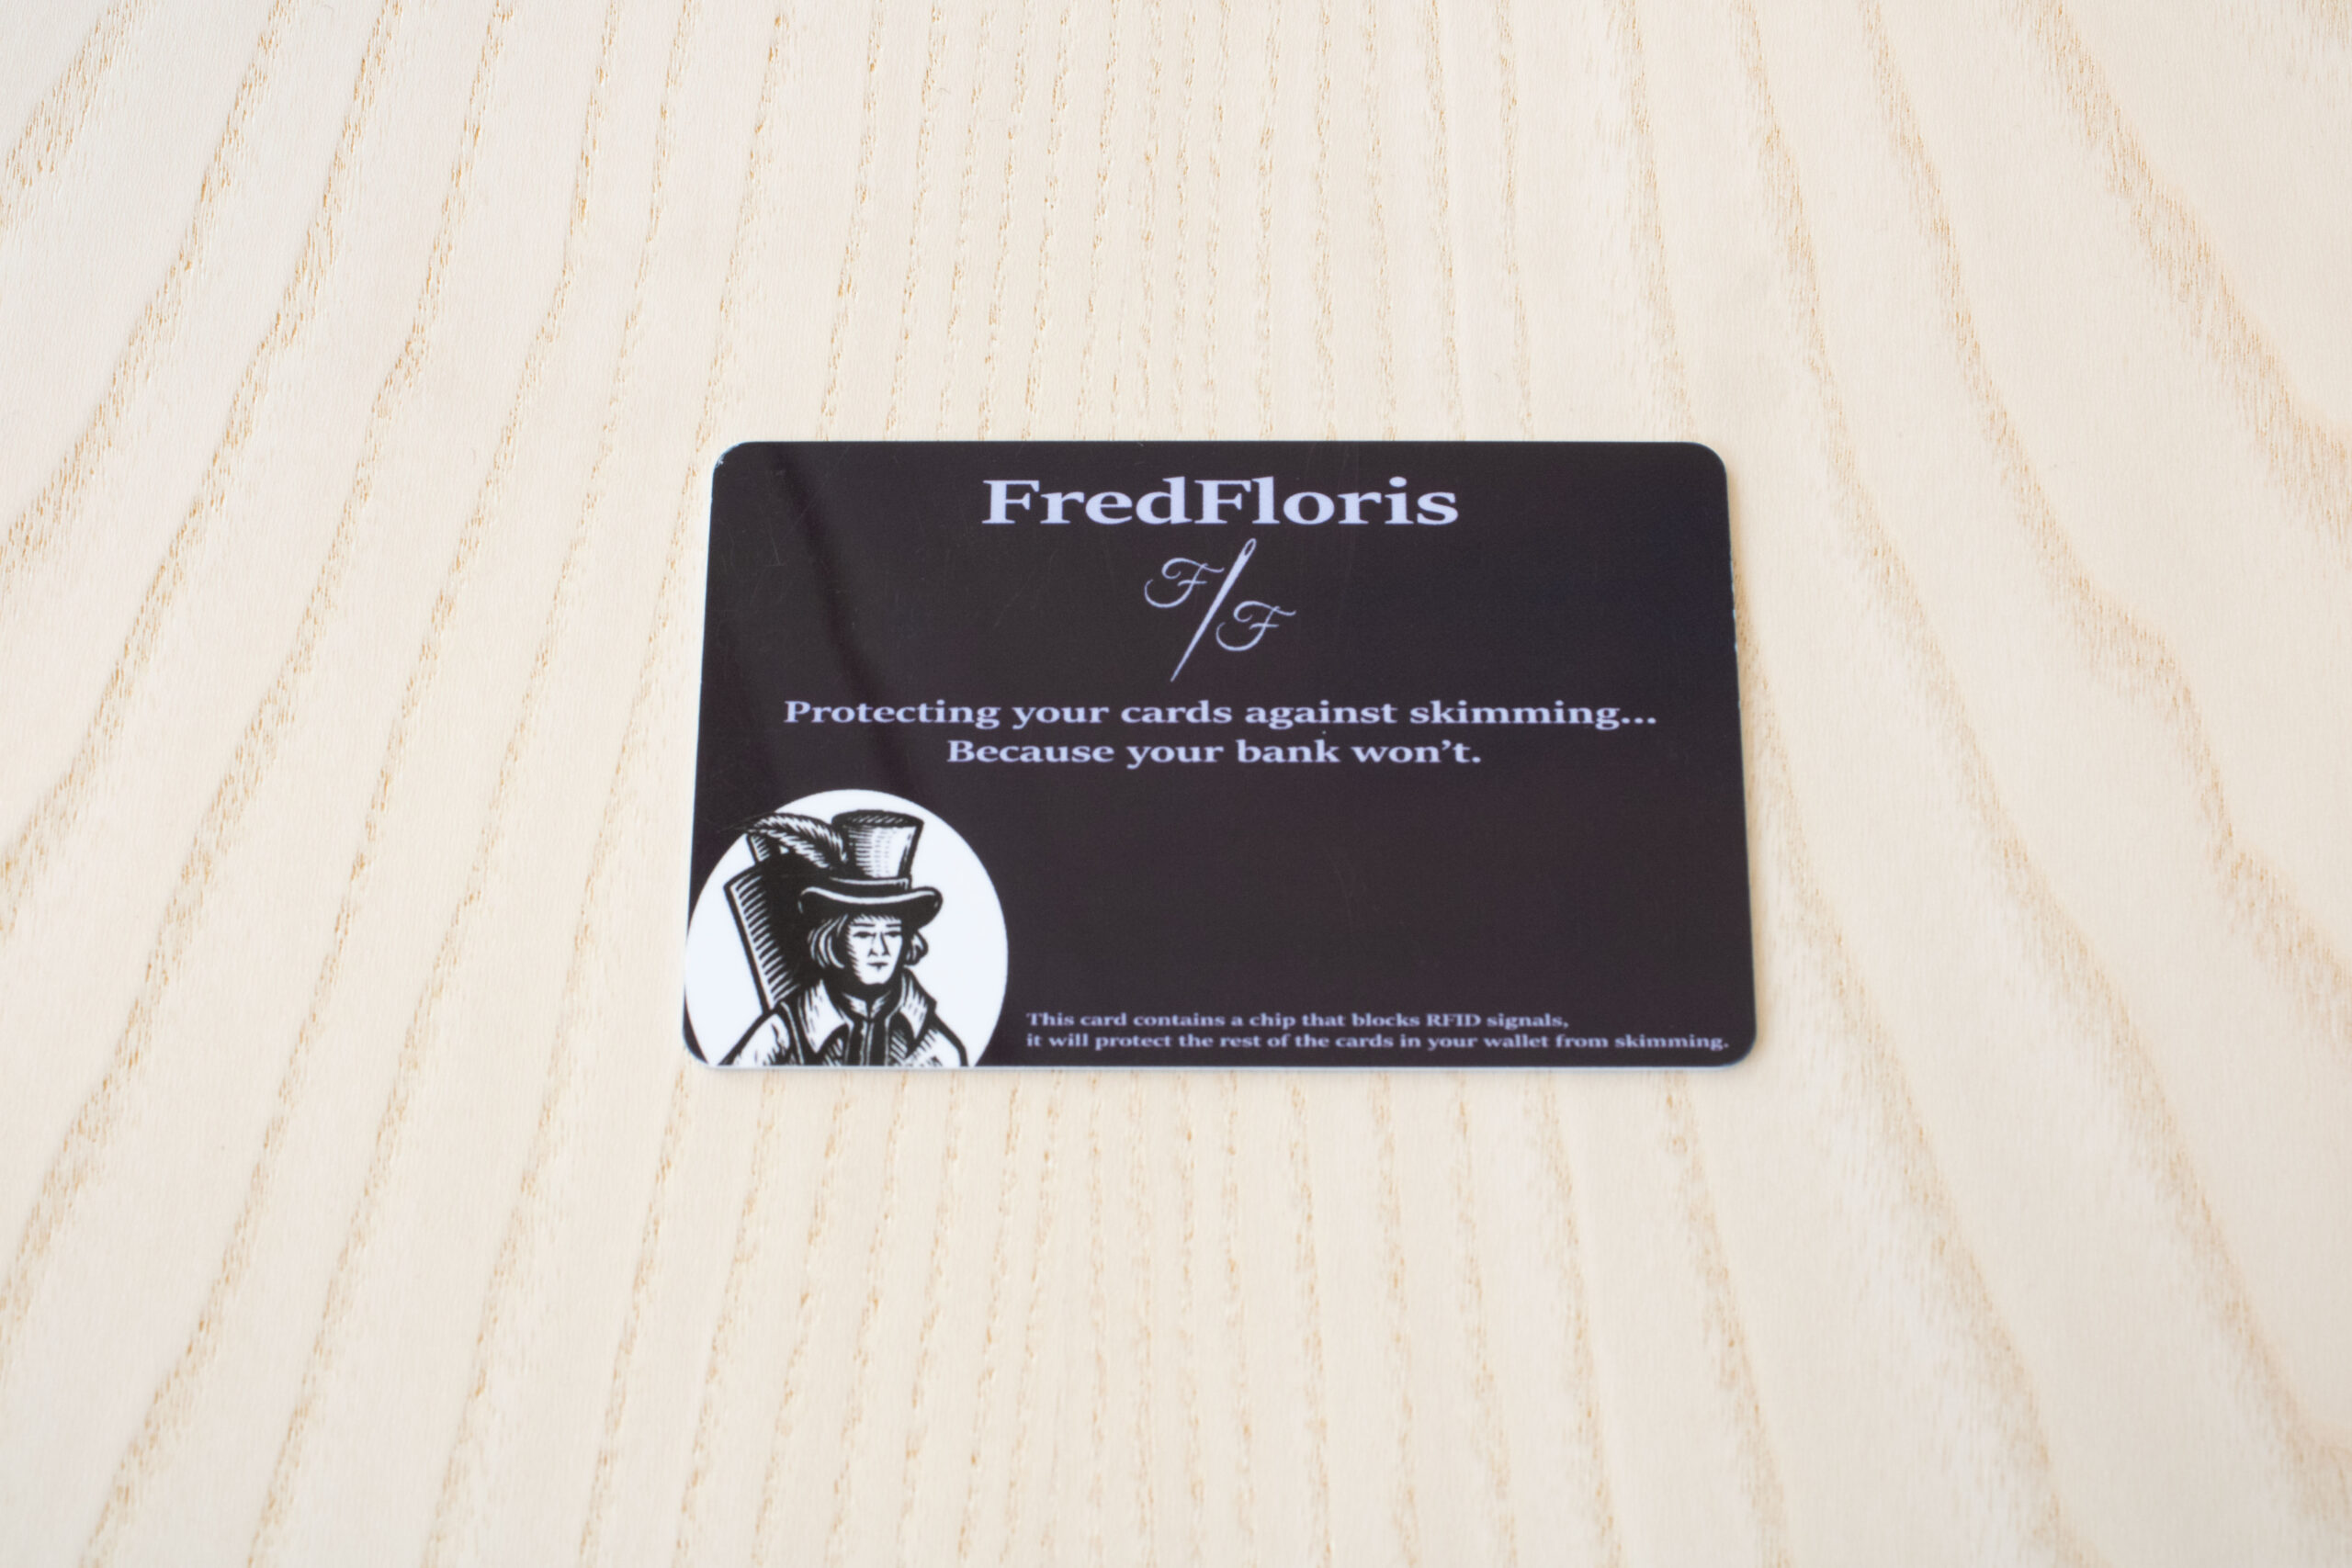 FredFloris
F/F
Protecting your cards against skimming...
Because your bank won't.
This card contains a chip that blocks RFID signals,
it will protect the rest of the cards in your wallet from skimming.